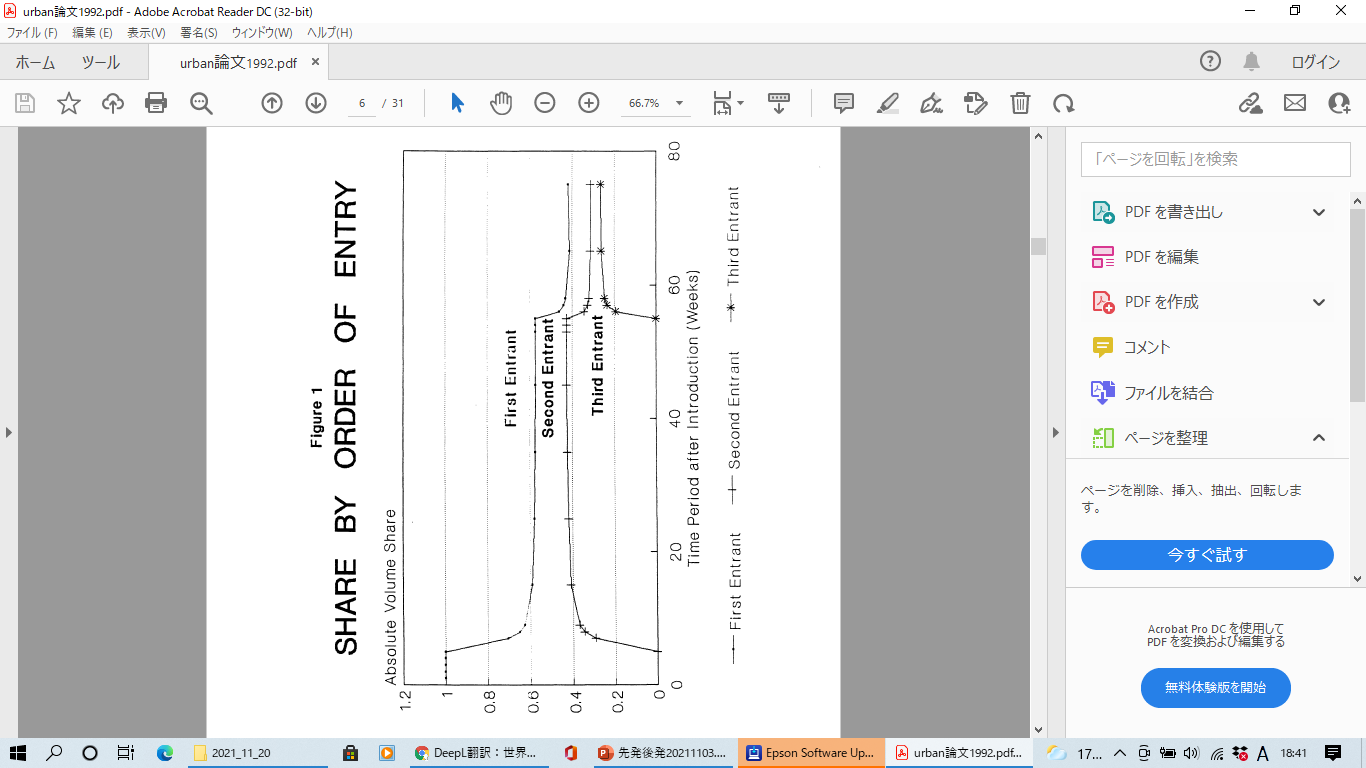 urban論文1992.pdf - Adobe Acrobat Reader DC (32-bit)
ファイル (F) 編集 (E) 表示(V) 署名(S) ウィンドウ(W) ヘルプ(H)
ホーム ツール urban論文1992.pdf × ? ログイン
6 / 31 66.7%
Figure 1
SHARE BY ORDER OF ENTRY
Absolute Volume Share
1.2
1
0.8
0.6
0.4
0.2
0
First Entrant
Second Entrant
Third Entrant
0 20 40 60 80
Time Period after Introduction (Weeks)
First Entrant Second Entrant Third Entrant
「ページを回転」を検索
PDF を書き出し
PDF を編集
PDF を作成
コメント
ファイルを結合
ページを整理
ページを削除、挿入、抽出、回転しま
す。
今すぐ試す
Acrobat Pro DC を使用して
PDF を変換および編集する
無料体験版を開始
2021_11_20 DeepL翻訳：世界... 先発後発20211103.... Epson Software Up... urban論文1992.pdf... 17... A 18:41